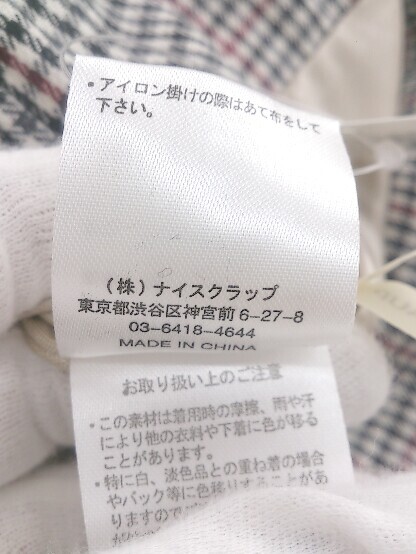 ・アイロン掛けの際はあて布をして
下さい。
（株）ナイスクラップ
東京都渋谷区神宮前6-27-8
03-6418-4644
MADE IN CHINA
お取り扱い上のご注意
・この素材は着用時の摩擦、雨や汗
により他の衣料や下着に色が移る
ことがあります。
・特に白、淡色品との重ね着の場合
やバック等に色移りすることがあ
りますので